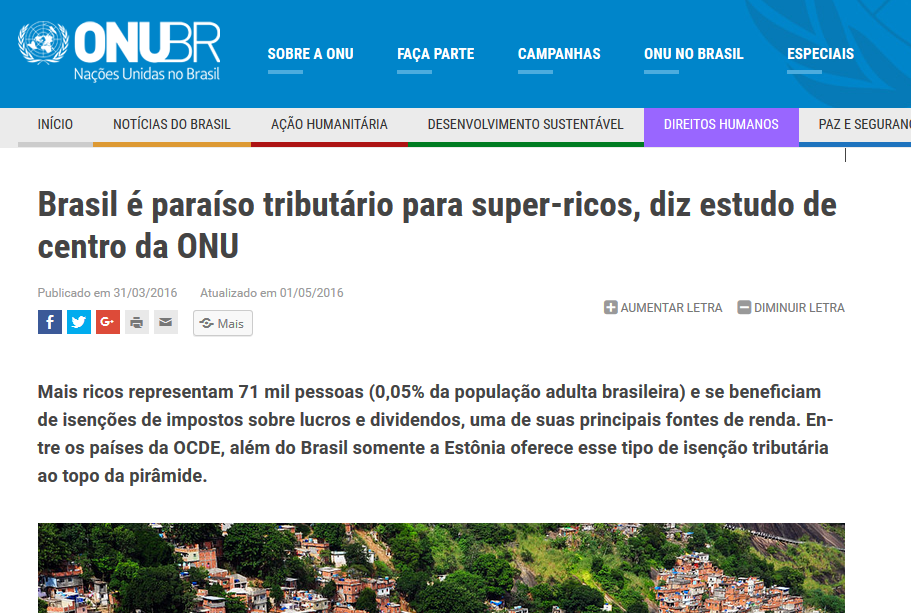 ONUBR
Nações Unidas no Brasil
SOBRE A ONU
FAÇA PARTE
CAMPANHAS
ONU NO BRASIL
ESPECIAIS
INÍCIO
NOTÍCIAS DO BRASIL
AÇÃO HUMANITÁRIA
DESENVOLVIMENTO SUSTENTÁVEL
DIREITOS HUMANOS
PAZ E SEGURAN
Brasil é paraíso tributário para super-ricos, diz estudo de
centro da ONU
Publicado em 31/03/2016 Atualizado em 01/05/2016
AUMENTAR LETRA DIMINUIR LETRA
f G+ Mais
Mais ricos representam 71 mil pessoas (0,05% da população adulta brasileira) e se beneficiam
de isenções de impostos sobre lucros e dividendos, uma de suas principais fontes de renda. En-
tre os países da OCDE, além do Brasil somente a Estônia oferece esse tipo de isenção tributária
ao topo da pirâmide.